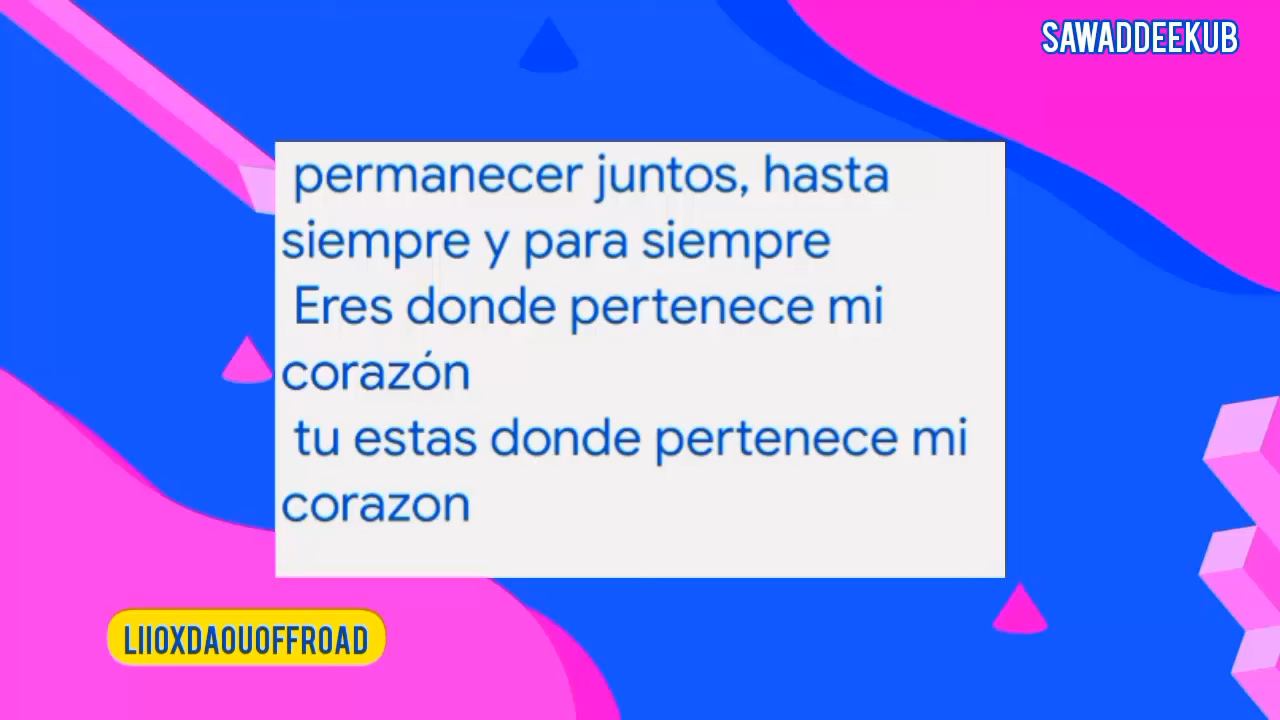 SAWADDEEKUB
permanecer juntos, hasta
siempre y para siempre
Eres donde pertenece mi
corazón
tu estas donde pertenece mi
corazon
LIIOXDAOUOFFROAD